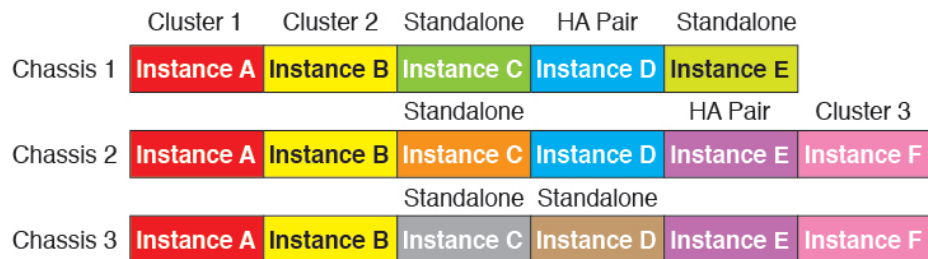 Cluster 1 Cluster 2 Standalone HA Pair Standalone
Chassis 1 Instance A Instance B Instance C Instance D Instance E
Standalone HA Pair Cluster 3
Chassis 2 Instance A Instance B Instance C Instance D Instance E Instance F
Standalone Standalone
Chassis 3 Instance A Instance B Instance C Instance D Instance E Instance F